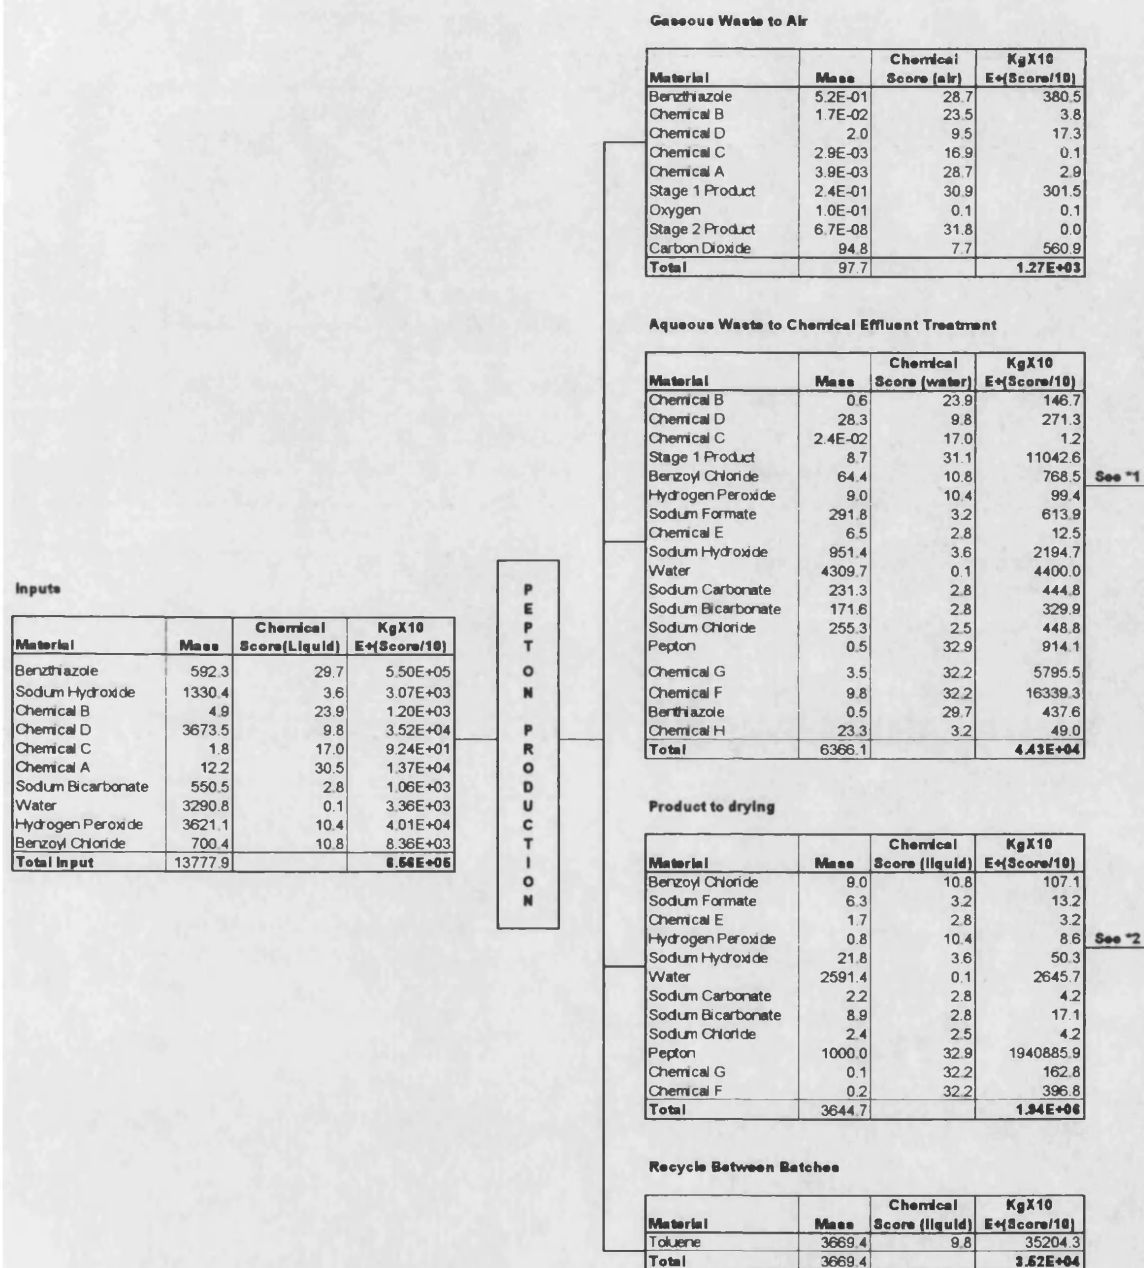 Gaseous Waste to Air
Chemical KgX10
Material Mass Score (air) E+(Score/10)
Benzthiazole 5.2E-01 28.7 380.5
Chemical B 1.7E-02 23.5 3.8
Chemical D 2.0 9.5 17.3
Chemical C 2.9E-03 16.9 0.1
Chemical A 3.9E-03 28.7 2.9
Stage 1 Product 2.4E-01 30.9 301.5
Oxygen 1.0E-01 0.1 0.1
Stage 2 Product 6.7E-08 31.8 0.0
Carbon Dioxide 94.8 7.7 560.9
Total 97.7 1.27E+03
Aqueous Waste to Chemical Effluent Treatment
Chemical KgX10
Material Mass Score (water) E+(Score/10)
Chemical B 0.6 23.9 146.7
Chemical D 28.3 9.8 271.3
Chemical C 2.4E-02 17.0 1.2
Stage 1 Product 8.7 31.1 11042.6
Benzoyl Chloride 64.4 10.8 768.5 See *1
Hydrogen Peroxide 9.0 10.4 99.4
Sodium Formate 291.8 3.2 613.9
Chemical E 6.5 2.8 12.5
Sodium Hydroxide 951.4 3.6 2194.7
Water 4309.7 0.1 4400.0
Sodium Carbonate 231.3 2.8 444.8
Sodium Bicarbonate 171.6 2.8 329.9
Sodium Chloride 255.3 2.5 448.8
Pepton 0.5 32.9 914.1
Chemical G 3.5 32.2 5795.5
Chemical F 9.8 32.2 16339.3
Benthiazole 0.5 29.7 437.6
Chemical H 23.3 3.2 49.0
Total 6366.1 4.43E+04
Inputs
Chemical KgX10
Material Mass Score(Liquid) E+(Score/10)
Benzthiazole 592.3 29.7 5.50E+05
Sodium Hydroxide 1330.4 3.6 3.07E+03
Chemical B 4.9 23.9 1.20E+03
Chemical D 3673.5 9.8 3.52E+04
Chemical C 1.8 17.0 9.24E+01
Chemical A 12.2 30.5 1.37E+04
Sodium Bicarbonate 550.5 2.8 1.06E+03
Water 3290.8 0.1 3.36E+03
Hydrogen Peroxide 3621.1 10.4 4.01E+04
Benzoyl Chloride 700.4 10.8 8.36E+03
Total Input 13777.9 6.56E+05
PEPTON PRODUCTION
Product to drying
Chemical KgX10
Material Mass Score (liquid) E+(Score/10)
Benzoyl Chloride 9.0 10.8 107.1
Sodium Formate 6.3 3.2 13.2
Chemical E 1.7 2.8 3.2
Hydrogen Peroxide 0.8 10.4 8.6 See *2
Sodium Hydroxide 21.8 3.6 50.3
Water 2591.4 0.1 2645.7
Sodium Carbonate 2.2 2.8 4.2
Sodium Bicarbonate 8.9 2.8 17.1
Sodium Chloride 2.4 2.5 4.2
Pepton 1000.0 32.9 1940885.9
Chemical G 0.1 32.2 162.8
Chemical F 0.2 32.2 396.8
Total 3644.7 1.94E+06
Recycle Between Batches
Chemical KgX10
Material Mass Score (liquid) E+(Score/10)
Toluene 3669.4 9.8 35204.3
Total 3669.4 3.52E+04